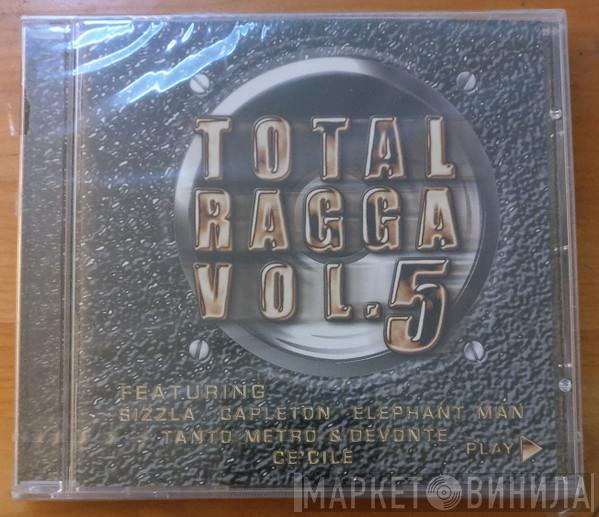 TOTAL
RAGGA
VOL.5
FEATURING
SIZZLA CAPLETON ELEPHANT MAN
TANTO METRO & DEVONTE
CE'CILE
PLAY
МАРКЕТ ВИНИЛА